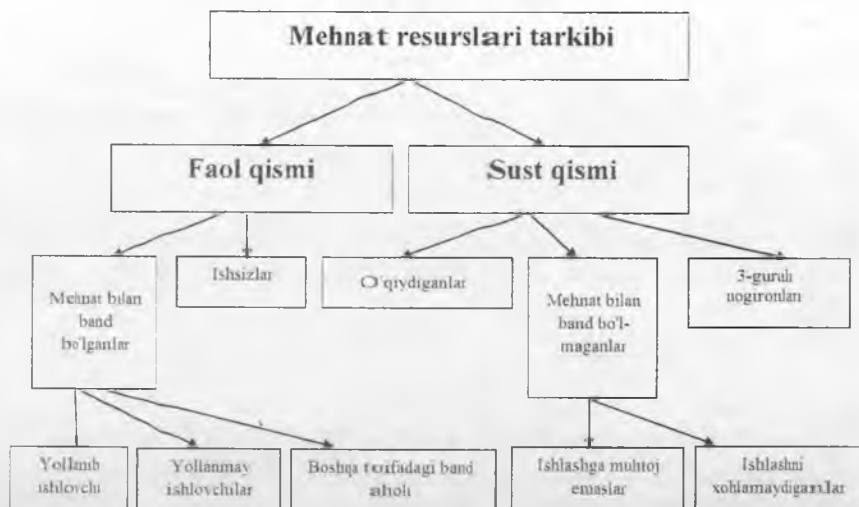 Mehnat resurslari tarkibi
Faol qismi
Sust qismi
Mehnat bilan
band
bo'lganlar
Ishsizlar
O'qiydiganlar
Mehnat bilan
band bo'l-
maganlar
3-guruh
nogironlari
Yollanib
ishlovchi
Yollanmay
ishlovchilar
Boshqa toifadagi band
aholi
Ishlashga muhtoj
emaslar
Ishlashni
xohlamaydiganlar